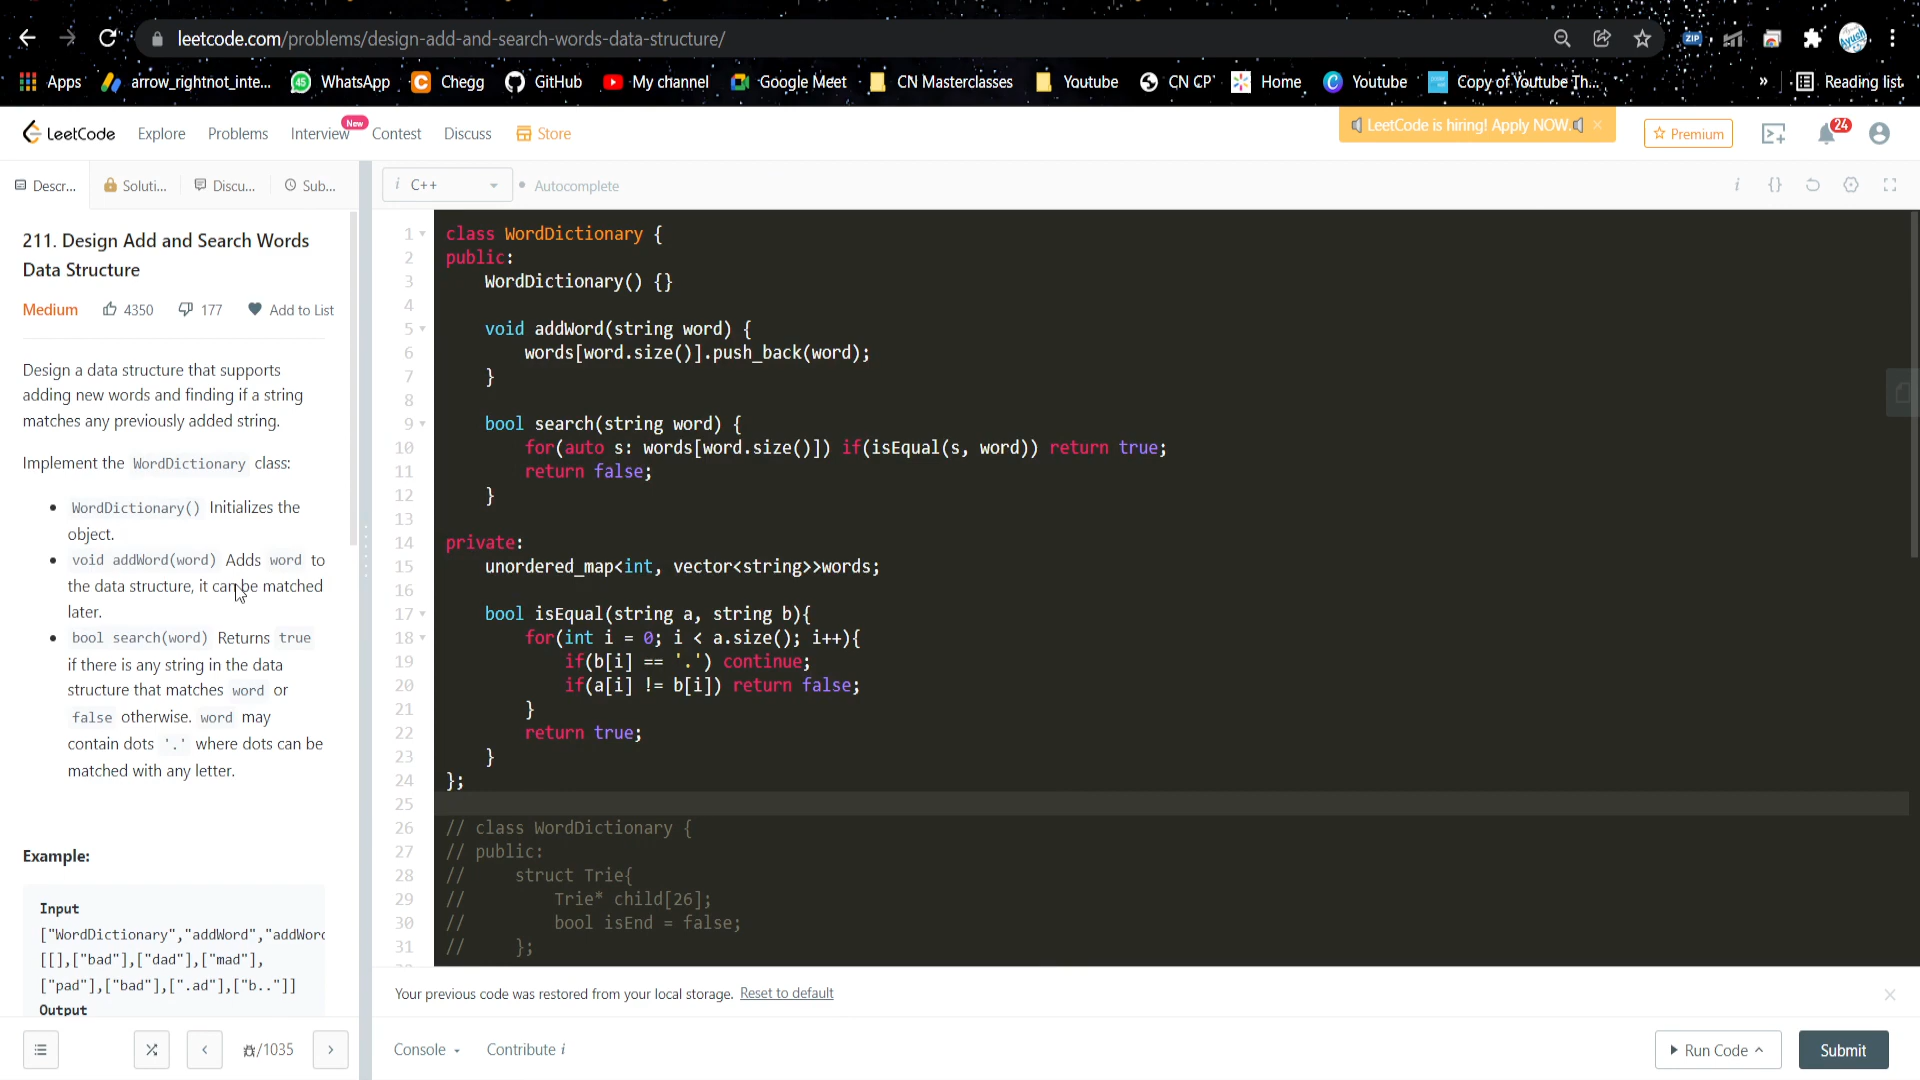 leetcode.com/problems/design-add-and-search-words-data-structure/
ZIP
Ayush
Apps
arrow_rightnot_inte...
45
WhatsApp
Chegg
GitHub
My channel
Google Meet
CN Masterclasses
Youtube
CN CP
Home
Youtube
Copy of Youtube Th...
»
Reading list
LeetCode
Explore
Problems
Interview
New
Contest
Discuss
Store
LeetCode is hiring! Apply NOW.
Premium
24
Descr...
Soluti...
Discu...
Sub...
i C++
Autocomplete
i {}
211. Design Add and Search Words
Data Structure
Medium
4350
177
Add to List
Design a data structure that supports
adding new words and finding if a string
matches any previously added string.
Implement the WordDictionary class:
• WordDictionary() Initializes the
object.
• void addWord(word) Adds word to
the data structure, it can be matched
later.
• bool search(word) Returns true
if there is any string in the data
structure that matches word or
false otherwise. word may
contain dots '.' where dots can be
matched with any letter.
Example:
Input
["WordDictionary","addWord","addWord
[[],["bad"],["dad"],["mad"],
["pad"],["bad"],[".ad"],["b.."]]
Output
1 class WordDictionary {
2 public:
3 WordDictionary() {}
4
5 void addWord(string word) {
6 words[word.size()].push_back(word);
7 }
8
9 bool search(string word) {
10 for(auto s: words[word.size()]) if(isEqual(s, word)) return true;
11 return false;
12 }
13
14 private:
15 unordered_map<int, vector<string>>words;
16
17 bool isEqual(string a, string b){
18 for(int i = 0; i < a.size(); i++){
19 if(b[i] == '.') continue;
20 if(a[i] != b[i]) return false;
21 }
22 return true;
23 }
24 };
25
26 // class WordDictionary {
27 // public:
28 // struct Trie{
29 // Trie* child[26];
30 // bool isEnd = false;
31 // };
Your previous code was restored from your local storage. Reset to default
/1035
Console
Contribute i
Run Code
Submit